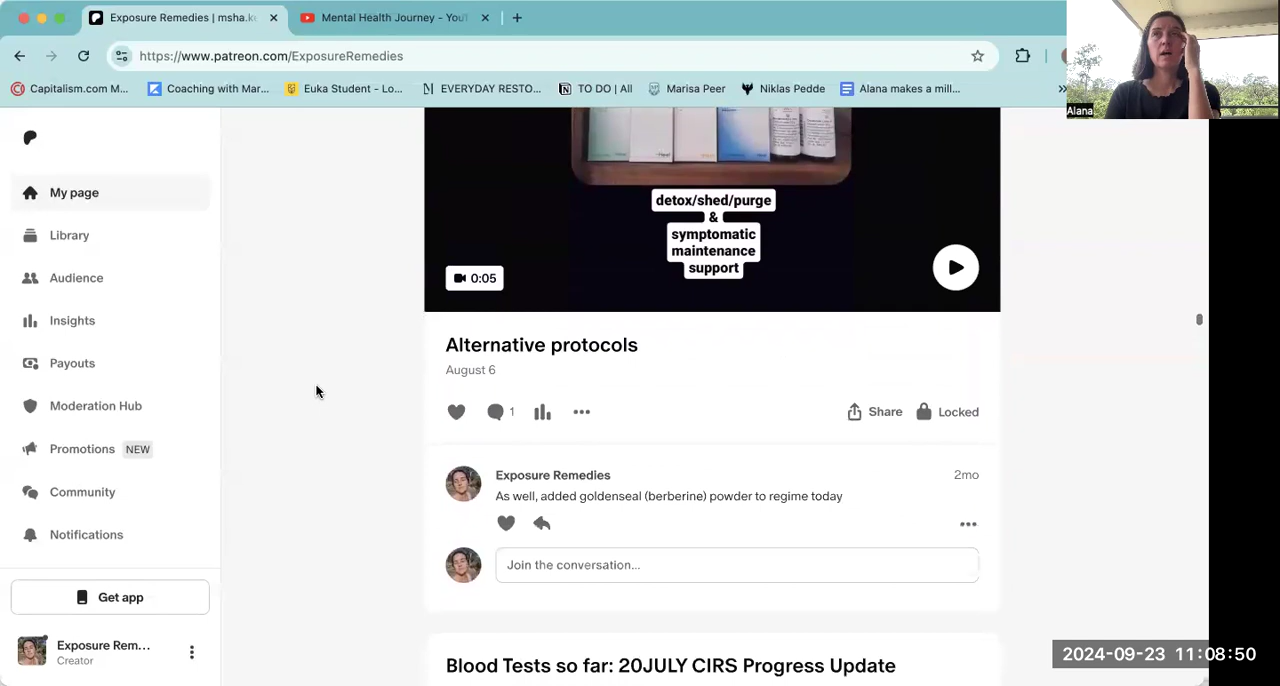 Exposure Remedies | msha.ke
Mental Health Journey - YouT
https://www.patreon.com/ExposureRemedies
Capitalism.com M...
Coaching with Mar...
Euka Student - Lo...
EVERYDAY RESTO...
TO DO | All
Marisa Peer
Niklas Pedde
Alana makes a mill...
»
Alana
My page
Library
Audience
Insights
Payouts
Moderation Hub
Promotions NEW
Community
Notifications
Get app
Exposure Rem...
Creator
detox/shed/purge
&
symptomatic
maintenance
support
0:05
Alternative protocols
August 6
1
Share
Locked
Exposure Remedies
2mo
As well, added goldenseal (berberine) powder to regime today
Join the conversation...
Blood Tests so far: 20JULY CIRS Progress Update
2024-09-23 11:08:50